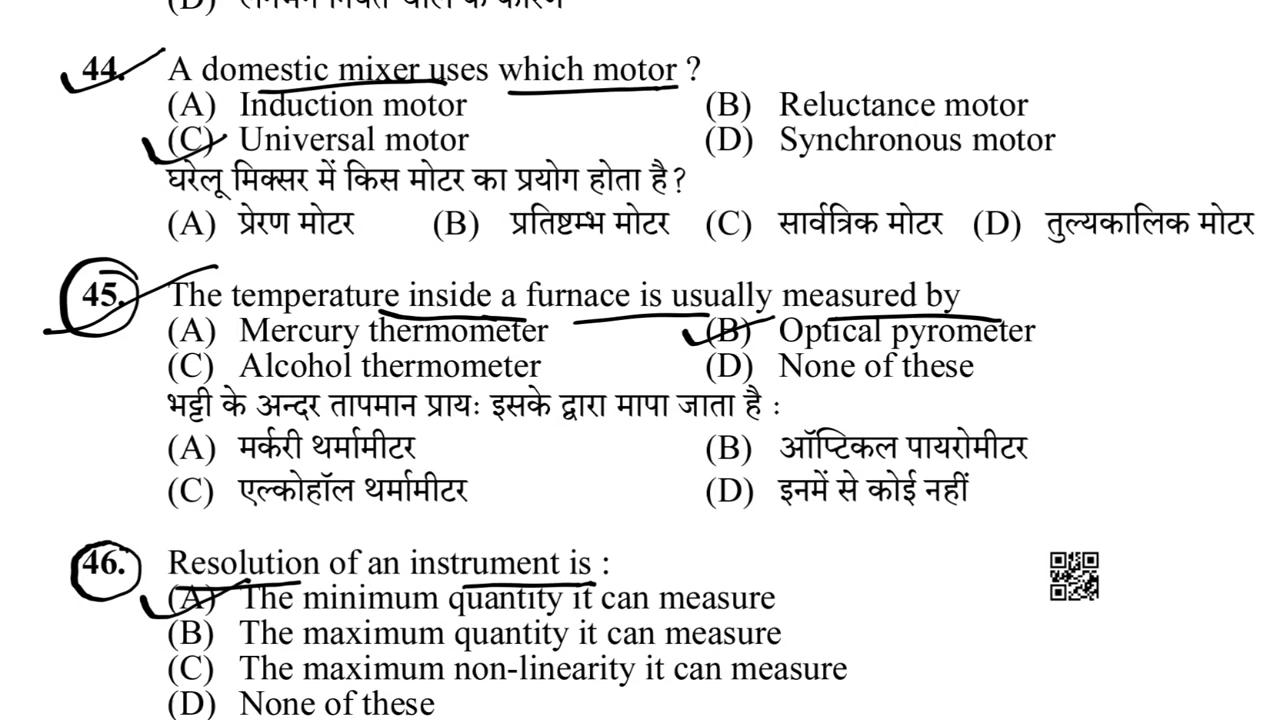 44. A domestic mixer uses which motor ?
(A) Induction motor (B) Reluctance motor
(C) Universal motor (D) Synchronous motor
घरेलू मिक्सर में किस मोटर का प्रयोग होता है?
(A) प्रेरण मोटर (B) प्रतिष्टम्भ मोटर (C) सार्वत्रिक मोटर (D) तुल्यकालिक मोटर
45. The temperature inside a furnace is usually measured by
(A) Mercury thermometer (B) Optical pyrometer
(C) Alcohol thermometer (D) None of these
भट्टी के अन्दर तापमान प्रायः इसके द्वारा मापा जाता है :
(A) मर्करी थर्मामीटर (B) ऑप्टिकल पायरोमीटर
(C) एल्कोहॉल थर्मामीटर (D) इनमें से कोई नहीं
46. Resolution of an instrument is :
(A) The minimum quantity it can measure
(B) The maximum quantity it can measure
(C) The maximum non-linearity it can measure
(D) None of these